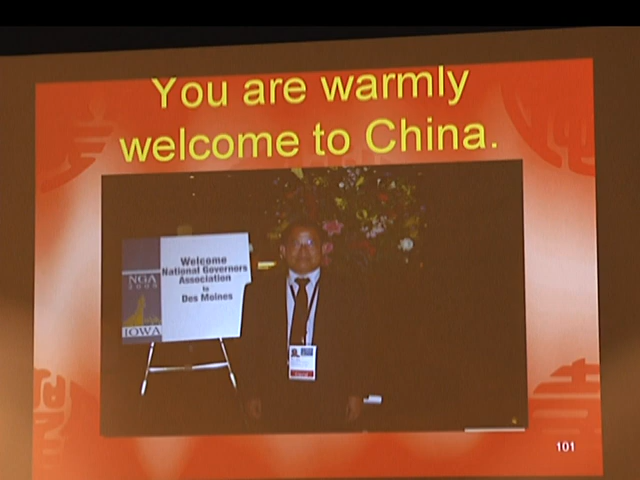 You are warmly
welcome to China.
Welcome
National Governors
Association
to
Des Moines
NGA
IOWA
101